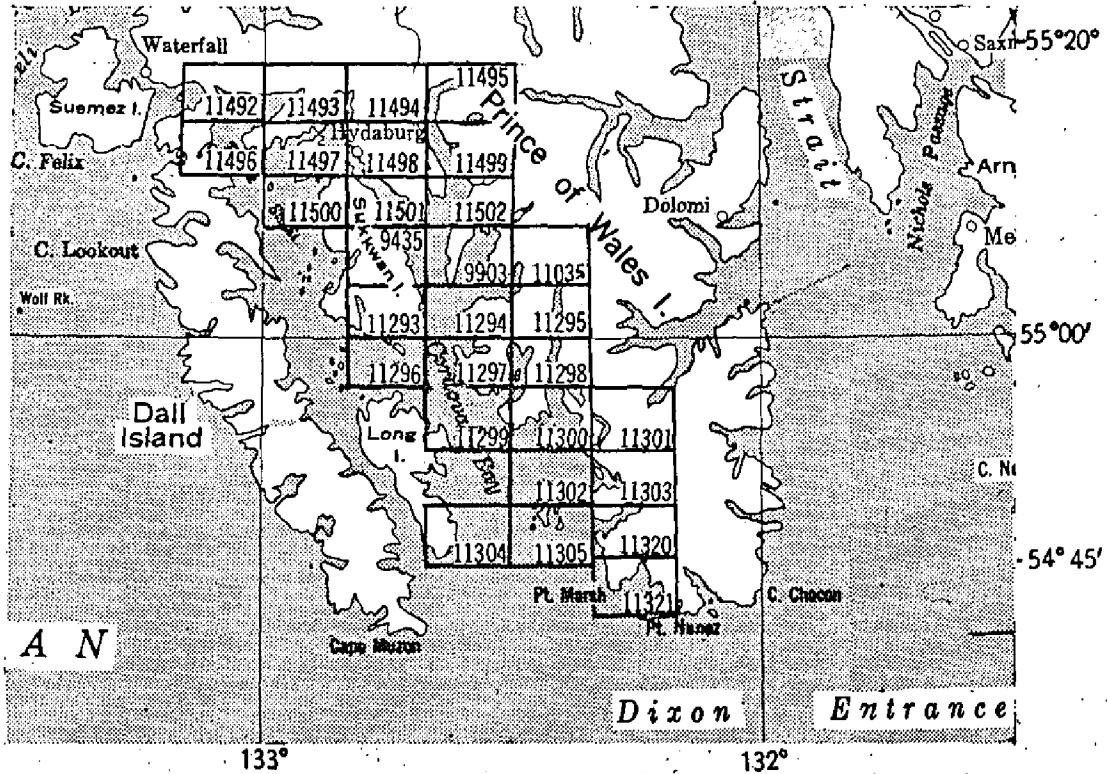 Waterfall
55°20'
Suemez I.
11492
11493
11494
11495
Strait
Passage
Hydaburg
Prince of Wales I.
C. Felix
11496
11497
11498
11499
Arn
Nichols
11500
11501
11502
Dolomi
Me
Sukkwan I.
9435
C. Lookout
9903
11035
Wolf Rk.
11293
11294
11295
55°00'
11296
11297
11298
Dall
Island
Long
I.
11299
11300
11301
11302
11303
11304
11305
11320
54°45'
Pt. Marsh
11321
C. Chacon
Pt. Nunez
Cape Muzon
A N
Dixon Entrance
133°
132°